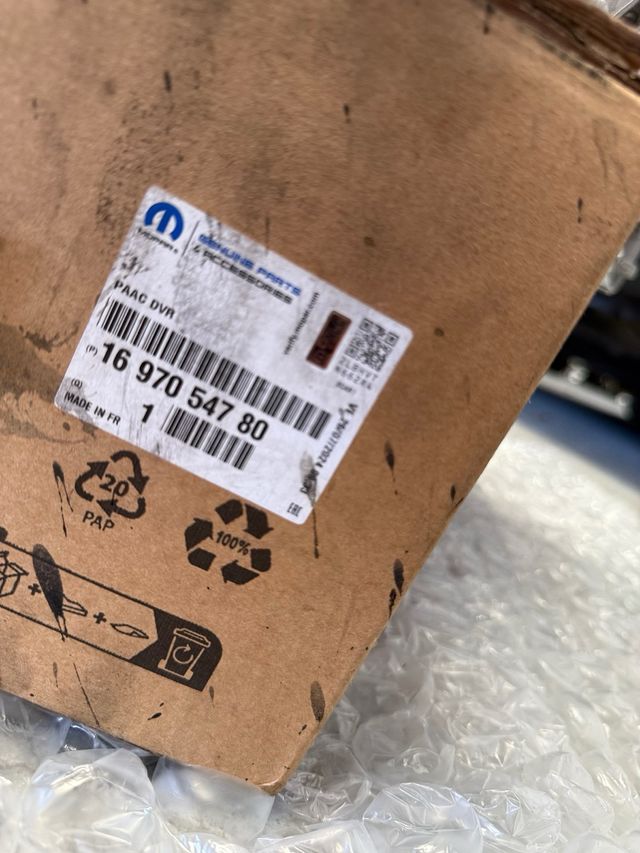 MOPAR
GENUINE PARTS
& ACCESSORIES
PAAC DVR
(P) 16 970 547 80
(Q) 1
MADE IN FR
EAC
20
PAP
100%